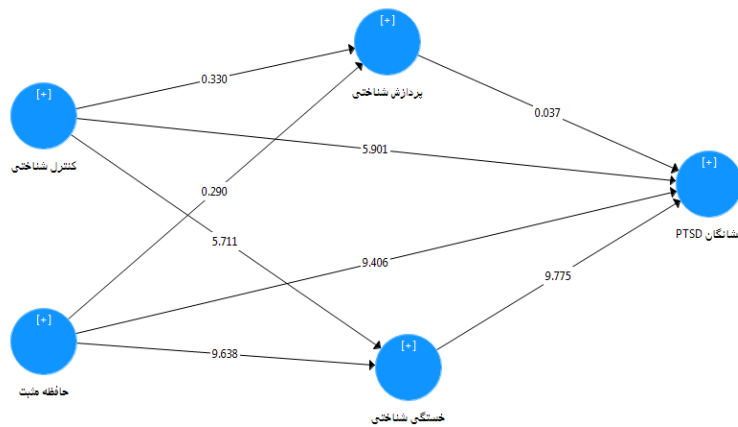 [+]
پردازش شناختی
[+]
کنترل شناختی
0.330
0.037
5.901
[+]
نشانگان PTSD
0.290
5.711
9.406
9.775
[+]
حافظه مثبت
9.638
[+]
خستگی شناختی